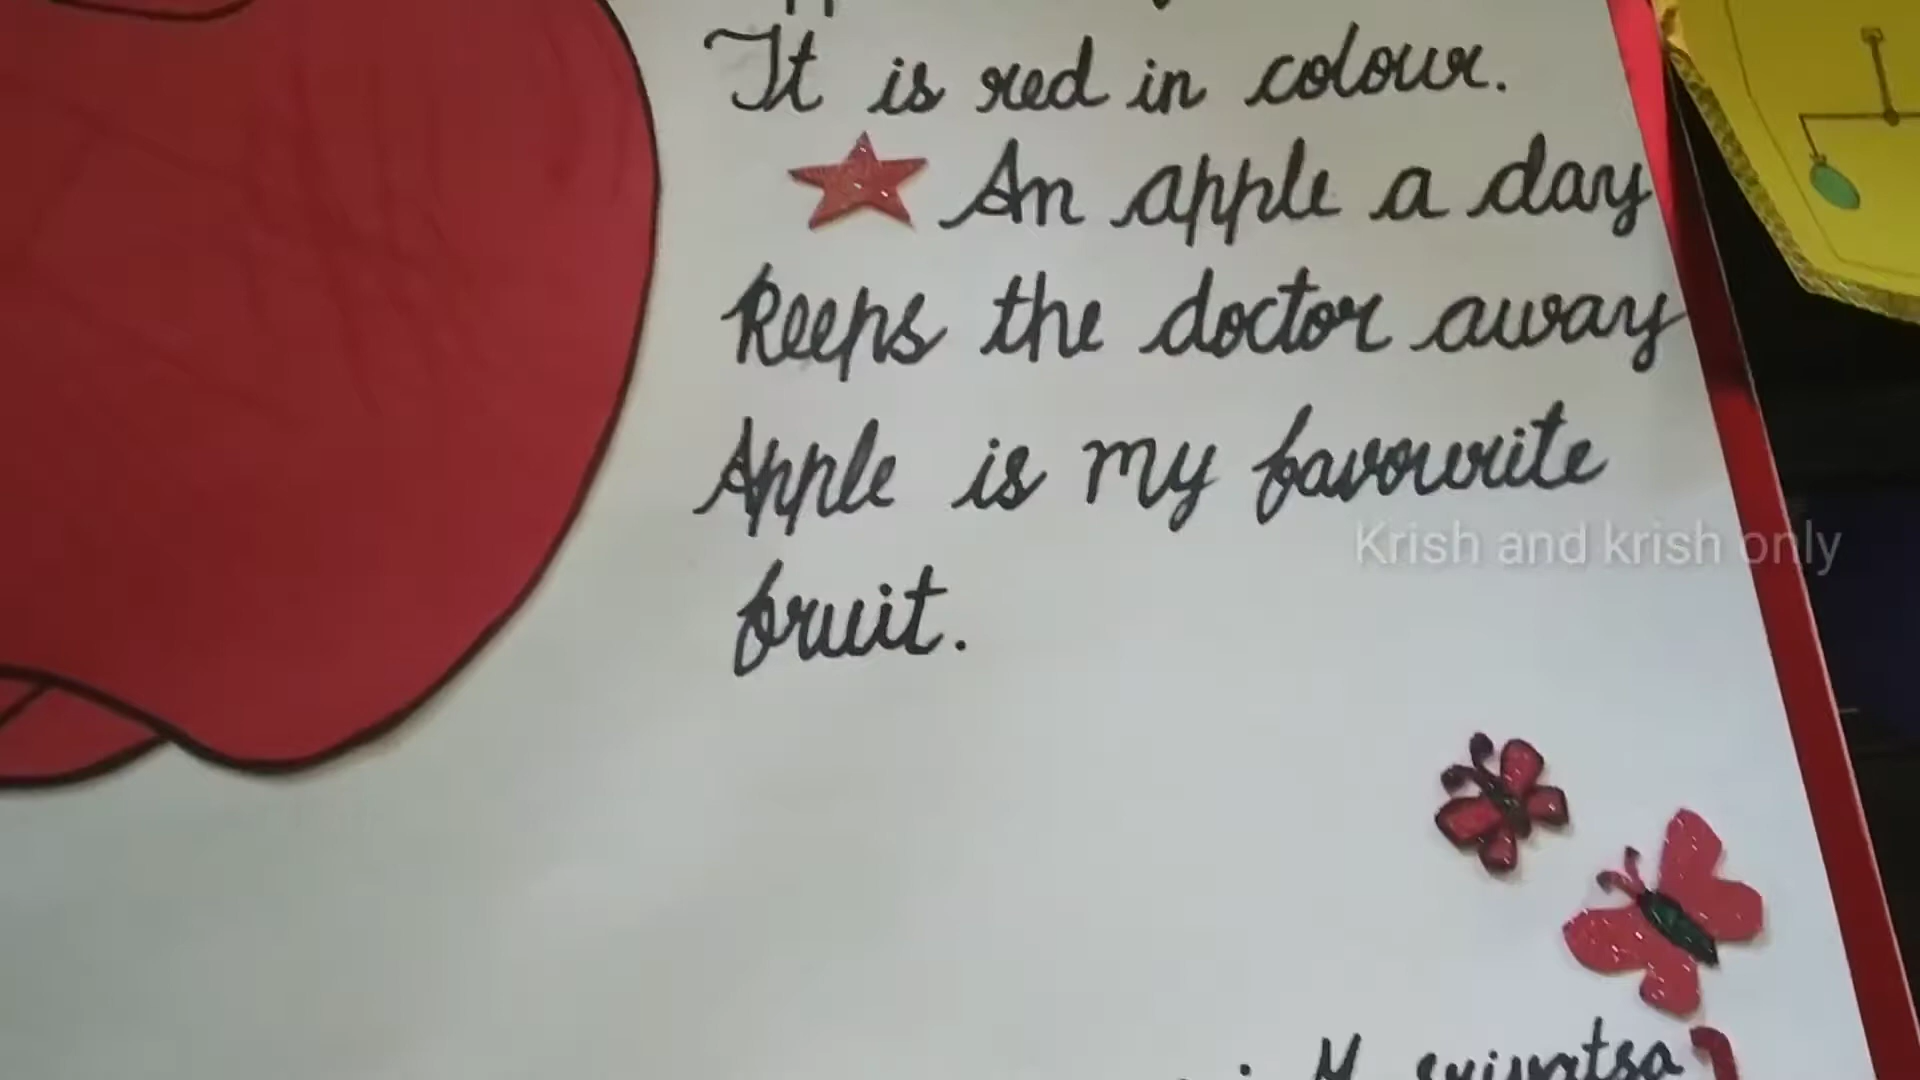 It is red in colour.
An apple a day
Keeps the doctor away
Apple is my favourite
Krish and krish only
fruit.